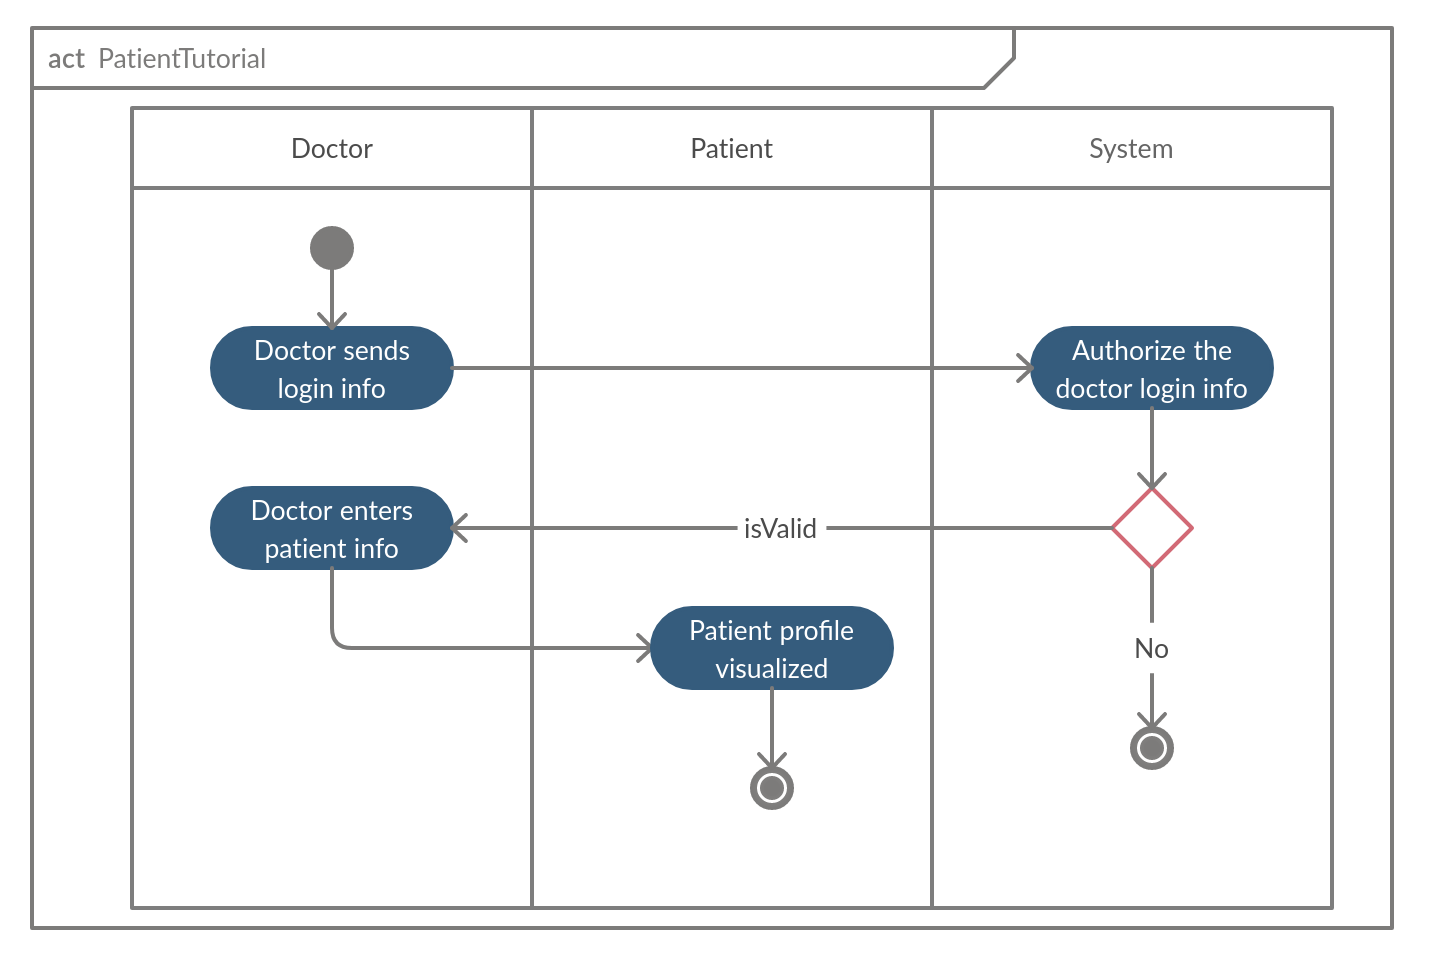 act PatientTutorial
Doctor
Patient
System
Doctor sends
login info
Authorize the
doctor login info
Doctor enters
patient info
isValid
Patient profile
visualized
No